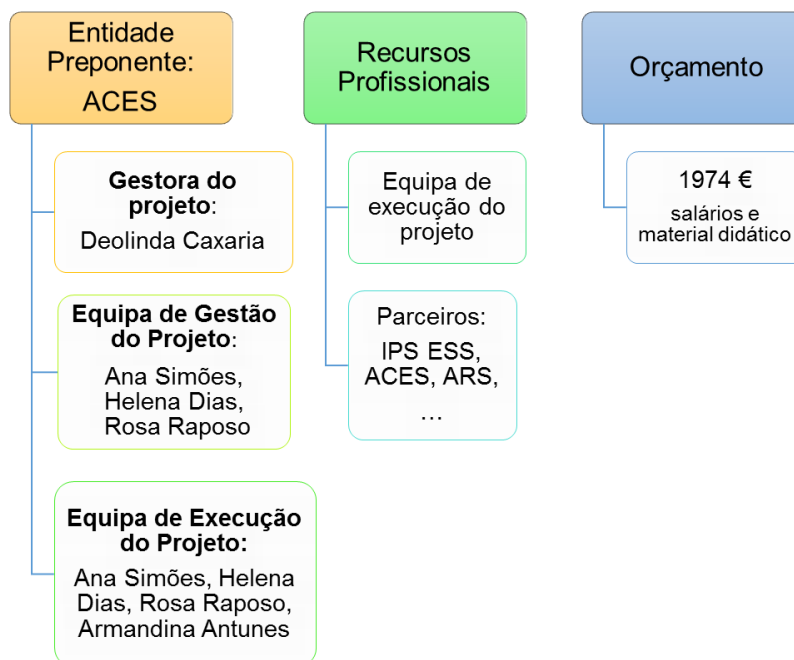 Entidade
Preponente:
ACES
Gestora do
projeto:
Deolinda Caxaria
Equipa de Gestão
do Projeto:
Ana Simões,
Helena Dias,
Rosa Raposo
Equipa de Execução
do Projeto:
Ana Simões, Helena
Dias, Rosa Raposo,
Armandina Antunes
Recursos
Profissionais
Equipa de
execução do
projeto
Parceiros:
IPS ESS,
ACES, ARS,
…
Orçamento
1974 €
salários e
material didático